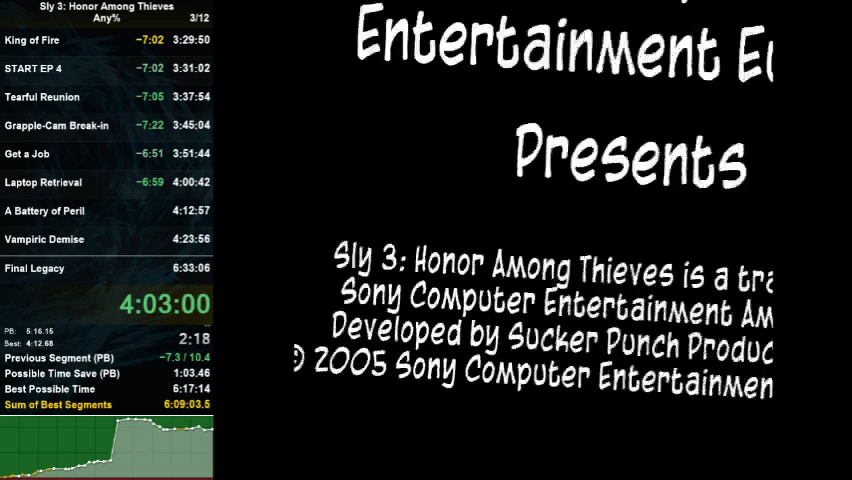 Sly 3: Honor Among Thieves
Any% 3/12
King of Fire −7:02 3:29:50
START EP 4 −7:02 3:31:02
Tearful Reunion −7:05 3:37:54
Grapple-Cam Break-in −7:22 3:45:04
Get a Job −6:51 3:51:44
Laptop Retrieval −6:59 4:00:42
A Battery of Peril 4:12:57
Vampiric Demise 4:23:56
Final Legacy 6:33:06
4:03:00
PB: 5:16.15
Best: 4:12.68
2:18
Previous Segment (PB) −7.3 / 10.4
Possible Time Save (PB) 1:03.46
Best Possible Time 6:17:14
Sum of Best Segments 6:09:03.5
Entertainment
Presents
Sly 3: Honor Among Thieves is a tra
Sony Computer Entertainment Am
Developed by Sucker Punch Produc
© 2005 Sony Computer Entertainmen